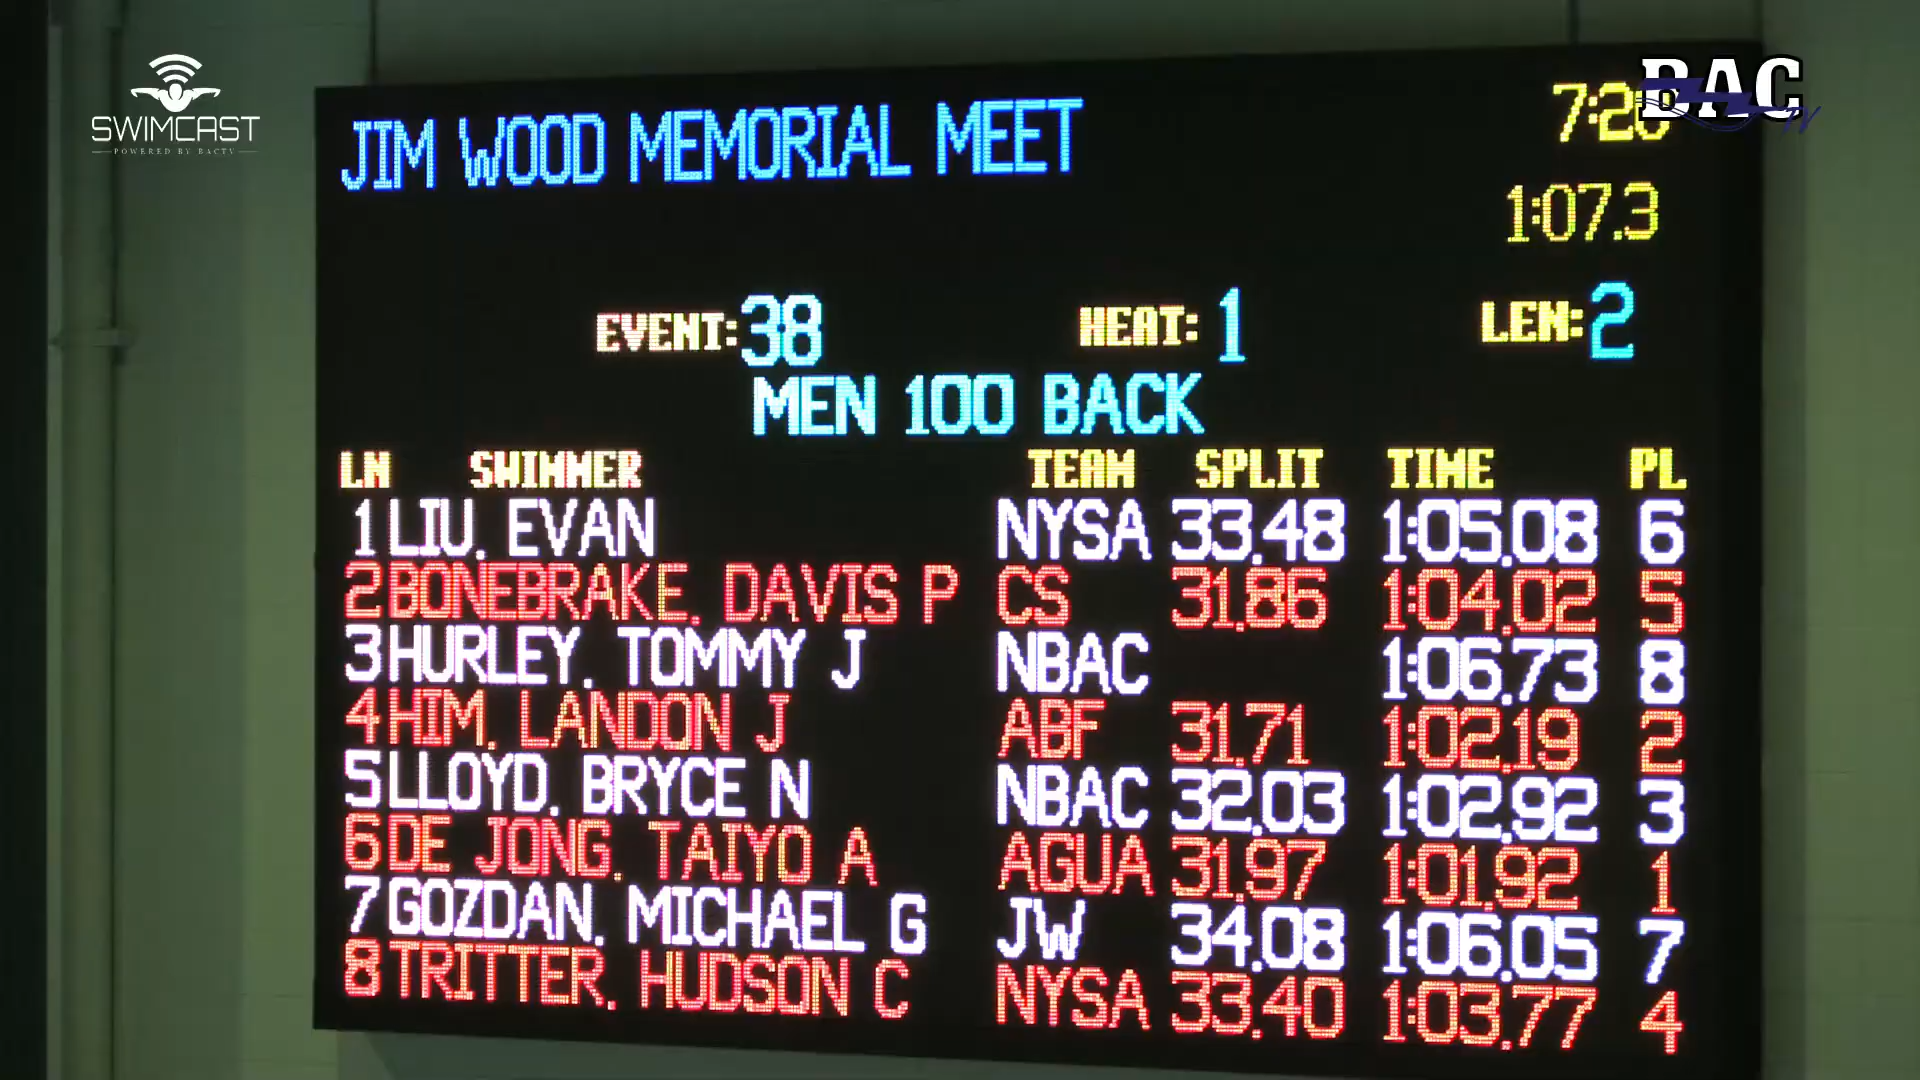 SWIMCAST
POWERED BY BACTV
BAC TV
JIM WOOD MEMORIAL MEET
1:07.3
EVENT:38 HEAT: 1 LEN:2
MEN 100 BACK
LN SWIMMER TEAM SPLIT TIME PL
1 LIU, EVAN NYSA 33.48 1:05.08 6
2 BONEBRAKE, DAVIS P CS 31.86 1:04.02 5
3 HURLEY, TOMMY J NBAC 1:06.73 8
4 HIM, LANDON J ABF 31.71 1:02.19 2
5 LLOYD, BRYCE N NBAC 32.03 1:02.92 3
6 DE JONG, TAIYO A AGUA 31.97 1:01.92 1
7 GOZDAN, MICHAEL G JW 34.08 1:06.05 7
8 TRITTER, HUDSON C NYSA 33.40 1:03.77 4